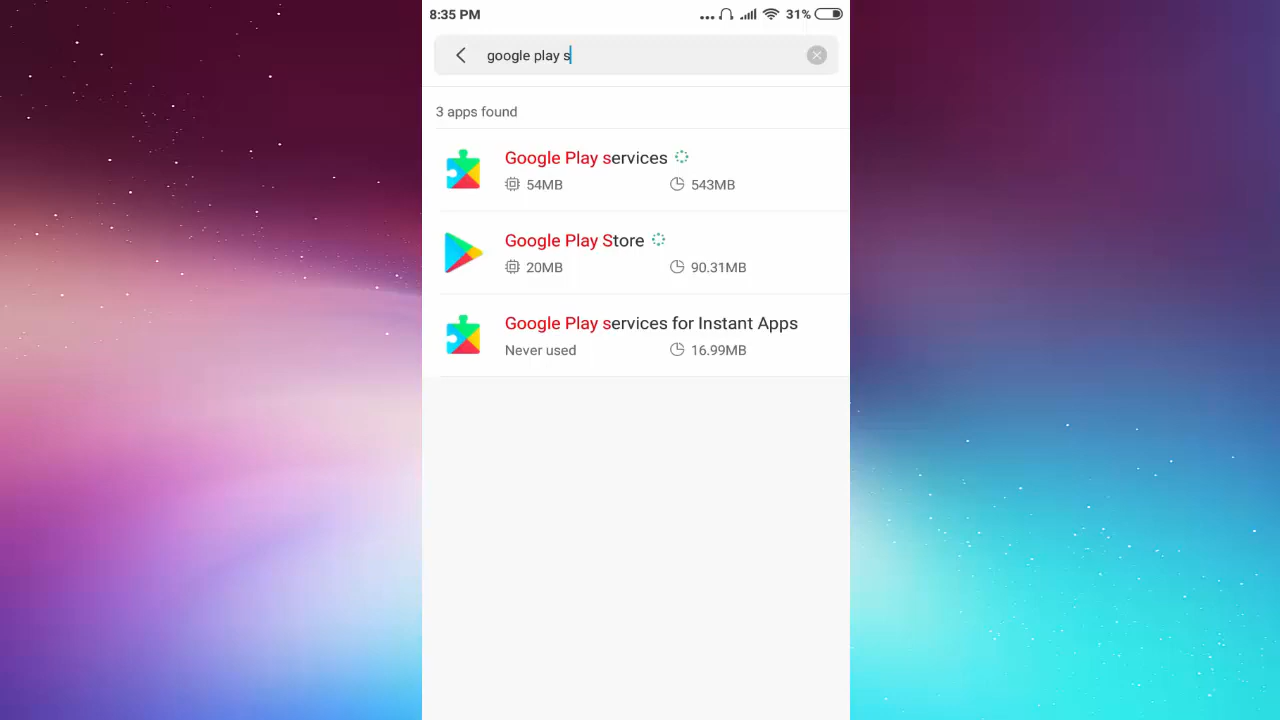 8:35 PM 31%
google play s
3 apps found
Google Play services
54MB 543MB
Google Play Store
20MB 90.31MB
Google Play services for Instant Apps
Never used 16.99MB